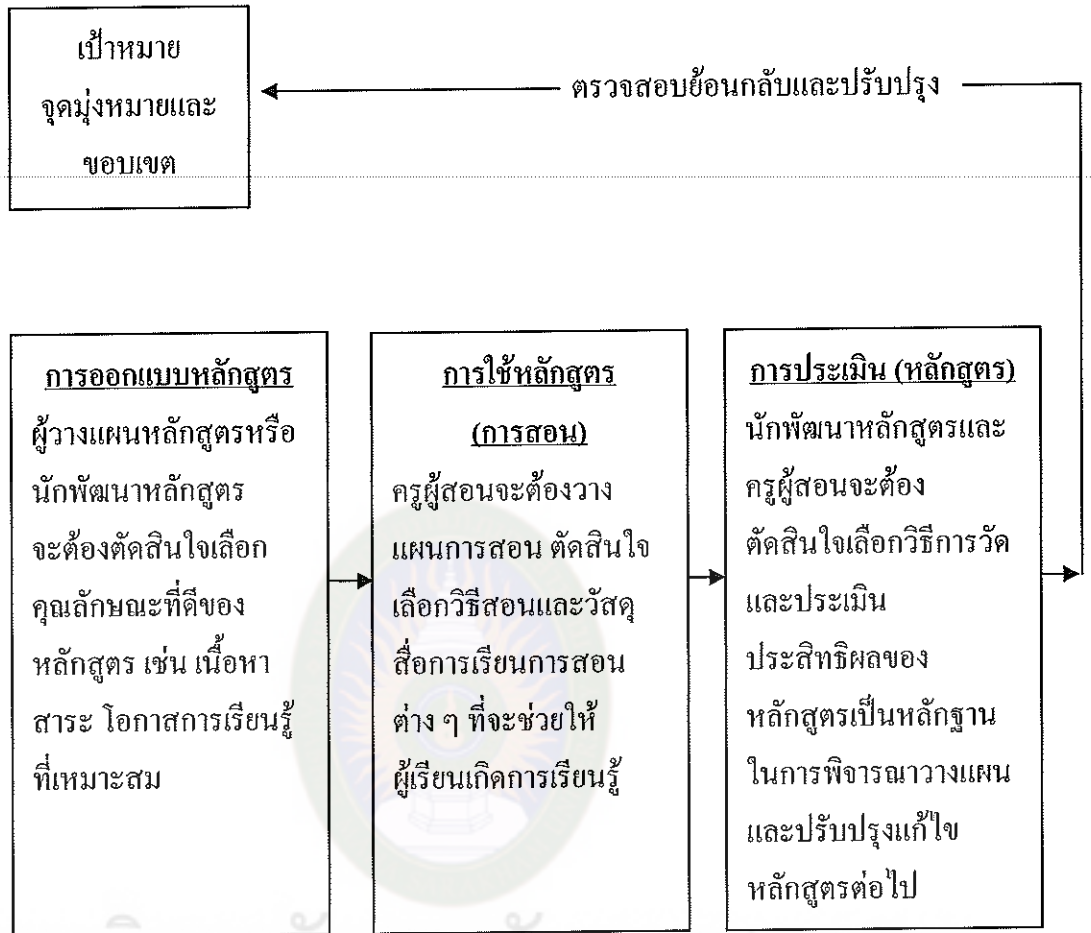 เป้าหมาย
จุดมุ่งหมายและ
ขอบเขต
ตรวจสอบย้อนกลับและปรับปรุง
การออกแบบหลักสูตร
ผู้วางแผนหลักสูตรหรือ
นักพัฒนาหลักสูตร
จะต้องตัดสินใจเลือก
คุณลักษณะที่ดีของ
หลักสูตร เช่น เนื้อหา
สาระ โอกาสการเรียนรู้
ที่เหมาะสม
การใช้หลักสูตร
(การสอน)
ครูผู้สอนจะต้องวาง
แผนการสอน ตัดสินใจ
เลือกวิธีสอนและวัสดุ
สื่อการเรียนการสอน
ต่าง ๆ ที่จะช่วยให้
ผู้เรียนเกิดการเรียนรู้
การประเมิน (หลักสูตร)
นักพัฒนาหลักสูตรและ
ครูผู้สอนจะต้อง
ตัดสินใจเลือกวิธีการวัด
และประเมิน
ประสิทธิผลของ
หลักสูตรเป็นหลักฐาน
ในการพิจารณาวางแผน
และปรับปรุงแก้ไข
หลักสูตรต่อไป